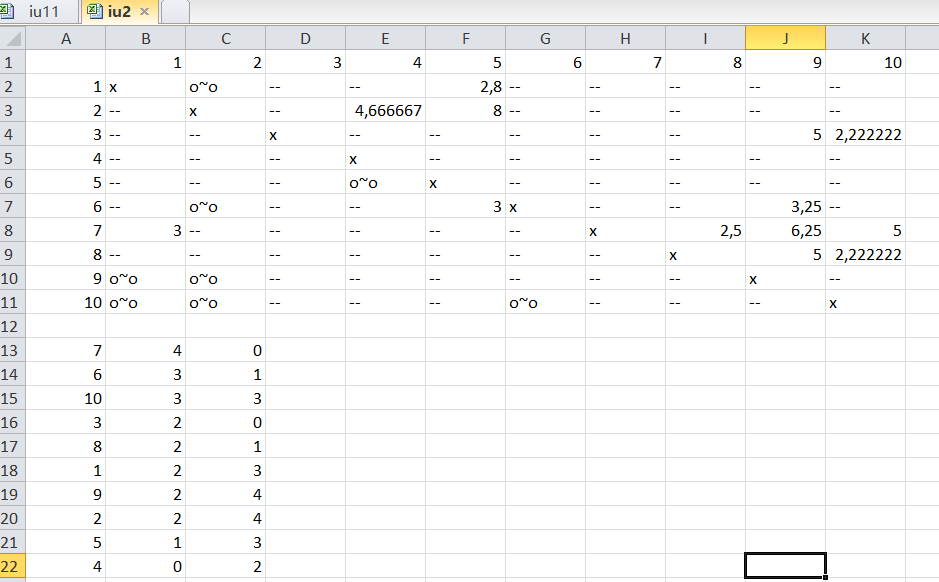 iu11 iu2
A B C D E F G H I J K
1 1 2 3 4 5 6 7 8 9 10
2 1 x o~o -- -- 2,8 -- -- -- -- --
3 2 -- x -- 4,666667 8 -- -- -- -- --
4 3 -- -- x -- -- -- -- -- 5 2,222222
5 4 -- -- -- x -- -- -- -- -- --
6 5 -- -- -- o~o x -- -- -- -- --
7 6 -- o~o -- -- 3 x -- -- 3,25 --
8 7 3 -- -- -- -- -- x 2,5 6,25 5
9 8 -- -- -- -- -- -- -- x 5 2,222222
10 9 o~o o~o -- -- -- -- -- -- x --
11 10 o~o o~o -- -- -- o~o -- -- -- x
12
13 7 4 0
14 6 3 1
15 10 3 3
16 3 2 0
17 8 2 1
18 1 2 3
19 9 2 4
20 2 2 4
21 5 1 3
22 4 0 2